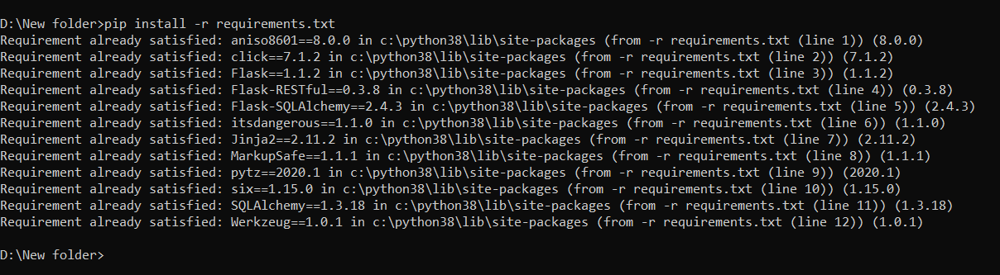 D:\New folder>pip install -r requirements.txt
Requirement already satisfied: aniso8601==8.0.0 in c:\python38\lib\site-packages (from -r requirements.txt (line 1)) (8.0.0)
Requirement already satisfied: click==7.1.2 in c:\python38\lib\site-packages (from -r requirements.txt (line 2)) (7.1.2)
Requirement already satisfied: Flask==1.1.2 in c:\python38\lib\site-packages (from -r requirements.txt (line 3)) (1.1.2)
Requirement already satisfied: Flask-RESTful==0.3.8 in c:\python38\lib\site-packages (from -r requirements.txt (line 4)) (0.3.8)
Requirement already satisfied: Flask-SQLAlchemy==2.4.3 in c:\python38\lib\site-packages (from -r requirements.txt (line 5)) (2.4.3)
Requirement already satisfied: itsdangerous==1.1.0 in c:\python38\lib\site-packages (from -r requirements.txt (line 6)) (1.1.0)
Requirement already satisfied: Jinja2==2.11.2 in c:\python38\lib\site-packages (from -r requirements.txt (line 7)) (2.11.2)
Requirement already satisfied: MarkupSafe==1.1.1 in c:\python38\lib\site-packages (from -r requirements.txt (line 8)) (1.1.1)
Requirement already satisfied: pytz==2020.1 in c:\python38\lib\site-packages (from -r requirements.txt (line 9)) (2020.1)
Requirement already satisfied: six==1.15.0 in c:\python38\lib\site-packages (from -r requirements.txt (line 10)) (1.15.0)
Requirement already satisfied: SQLAlchemy==1.3.18 in c:\python38\lib\site-packages (from -r requirements.txt (line 11)) (1.3.18)
Requirement already satisfied: Werkzeug==1.0.1 in c:\python38\lib\site-packages (from -r requirements.txt (line 12)) (1.0.1)
D:\New folder>